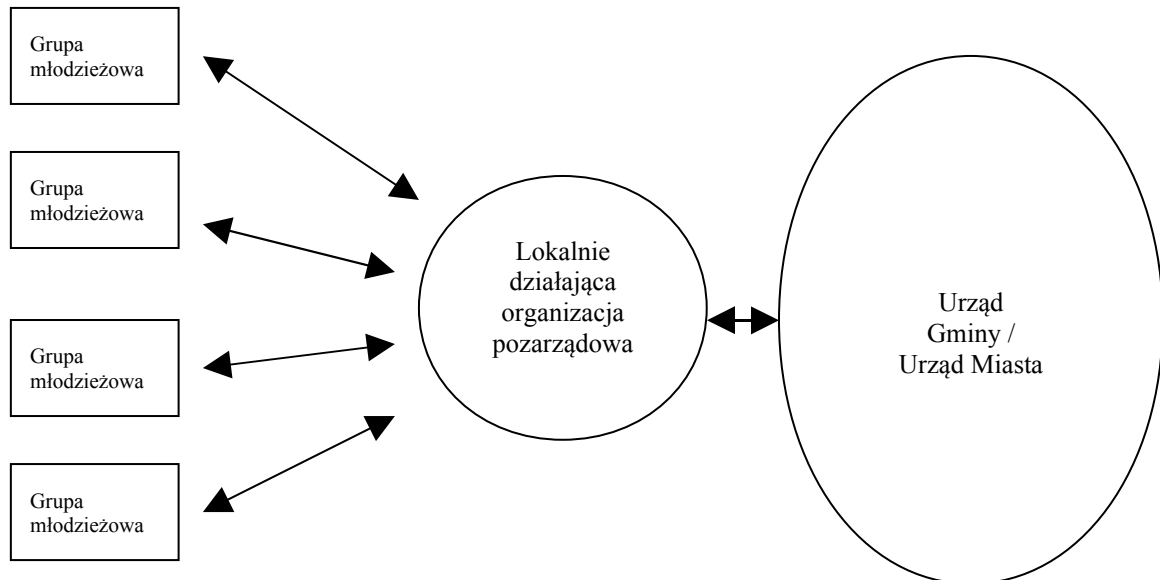 Grupa
młodzieżowa
Grupa
młodzieżowa
Grupa
młodzieżowa
Grupa
młodzieżowa
Lokalnie
działająca
organizacja
pozarządowa
Urząd
Gminy /
Urząd Miasta